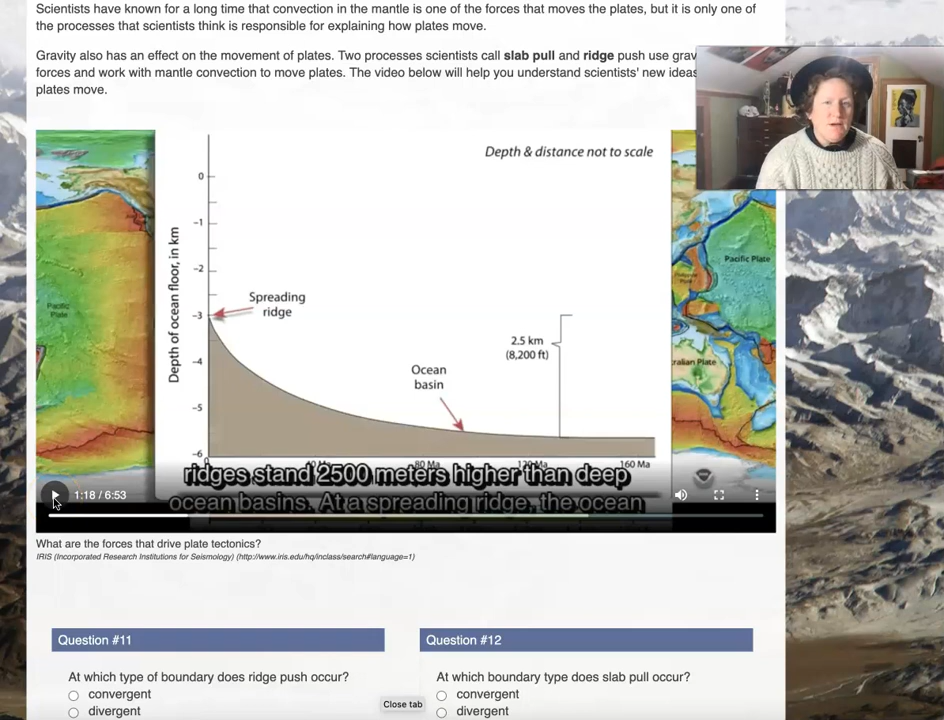 Scientists have known for a long time that convection in the mantle is one of the forces that moves the plates, but it is only one of
the processes that scientists think is responsible for explaining how plates move.
Gravity also has an effect on the movement of plates. Two processes scientists call slab pull and ridge push use grav
forces and work with mantle convection to move plates. The video below will help you understand scientists' new ideas
plates move.
Depth & distance not to scale
Depth of ocean floor, in km
0
-1
-2
-3
-4
-5
-6
Spreading
ridge
2.5 km
(8,200 ft)
Ocean
basin
0
40 Ma
80 Ma
120 Ma
160 Ma
Pacific
Plate
Pacific Plate
Philippine
Plate
ralian Plate
ridges stand 2500 meters higher than deep
ocean basins. At a spreading ridge, the ocean
1:18 / 6:53
What are the forces that drive plate tectonics?
IRIS (Incorporated Research Institutions for Seismology) (http://www.iris.edu/hq/inclass/search#language=1)
Question #11
At which type of boundary does ridge push occur?
convergent
divergent
Question #12
At which boundary type does slab pull occur?
convergent
divergent
Close tab